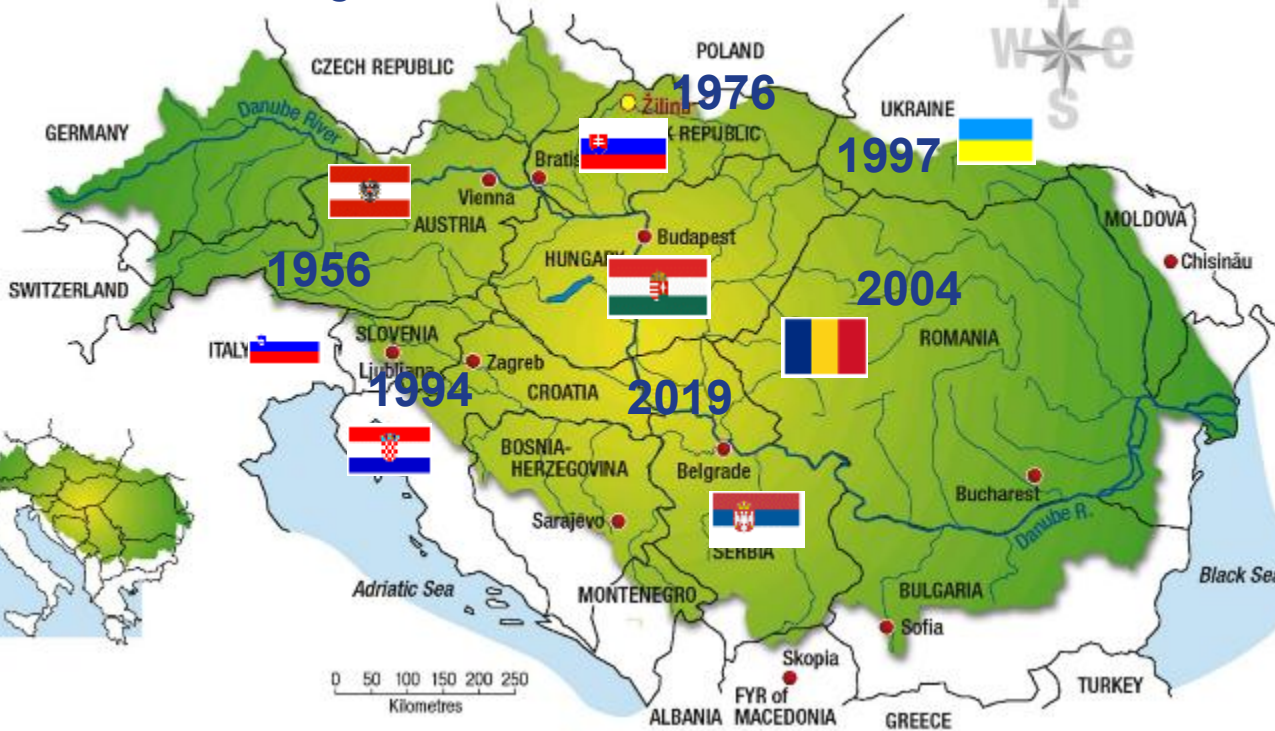 N
W e
S
POLAND
CZECH REPUBLIC
1976
Žilina
UKRAINE
GERMANY
Danube River
K REPUBLIC
1997
Vienna
AUSTRIA
MOLDOVA
Budapest
HUNGARY
Chisinău
1956
2004
SWITZERLAND
SLOVENIA
ROMANIA
ITALY
Ljubljana
Zagreb
1994
CROATIA
2019
BOSNIA-
HERZEGOVINA
Belgrade
Bucharest
Sarajevo
Danube R.
SERBIA
Adriatic Sea
MONTENEGRO
BULGARIA
Black Sea
Sofia
Skopia
0 50 100 150 200 250
Kilometres
FYR of
MACEDONIA
TURKEY
ALBANIA
GREECE